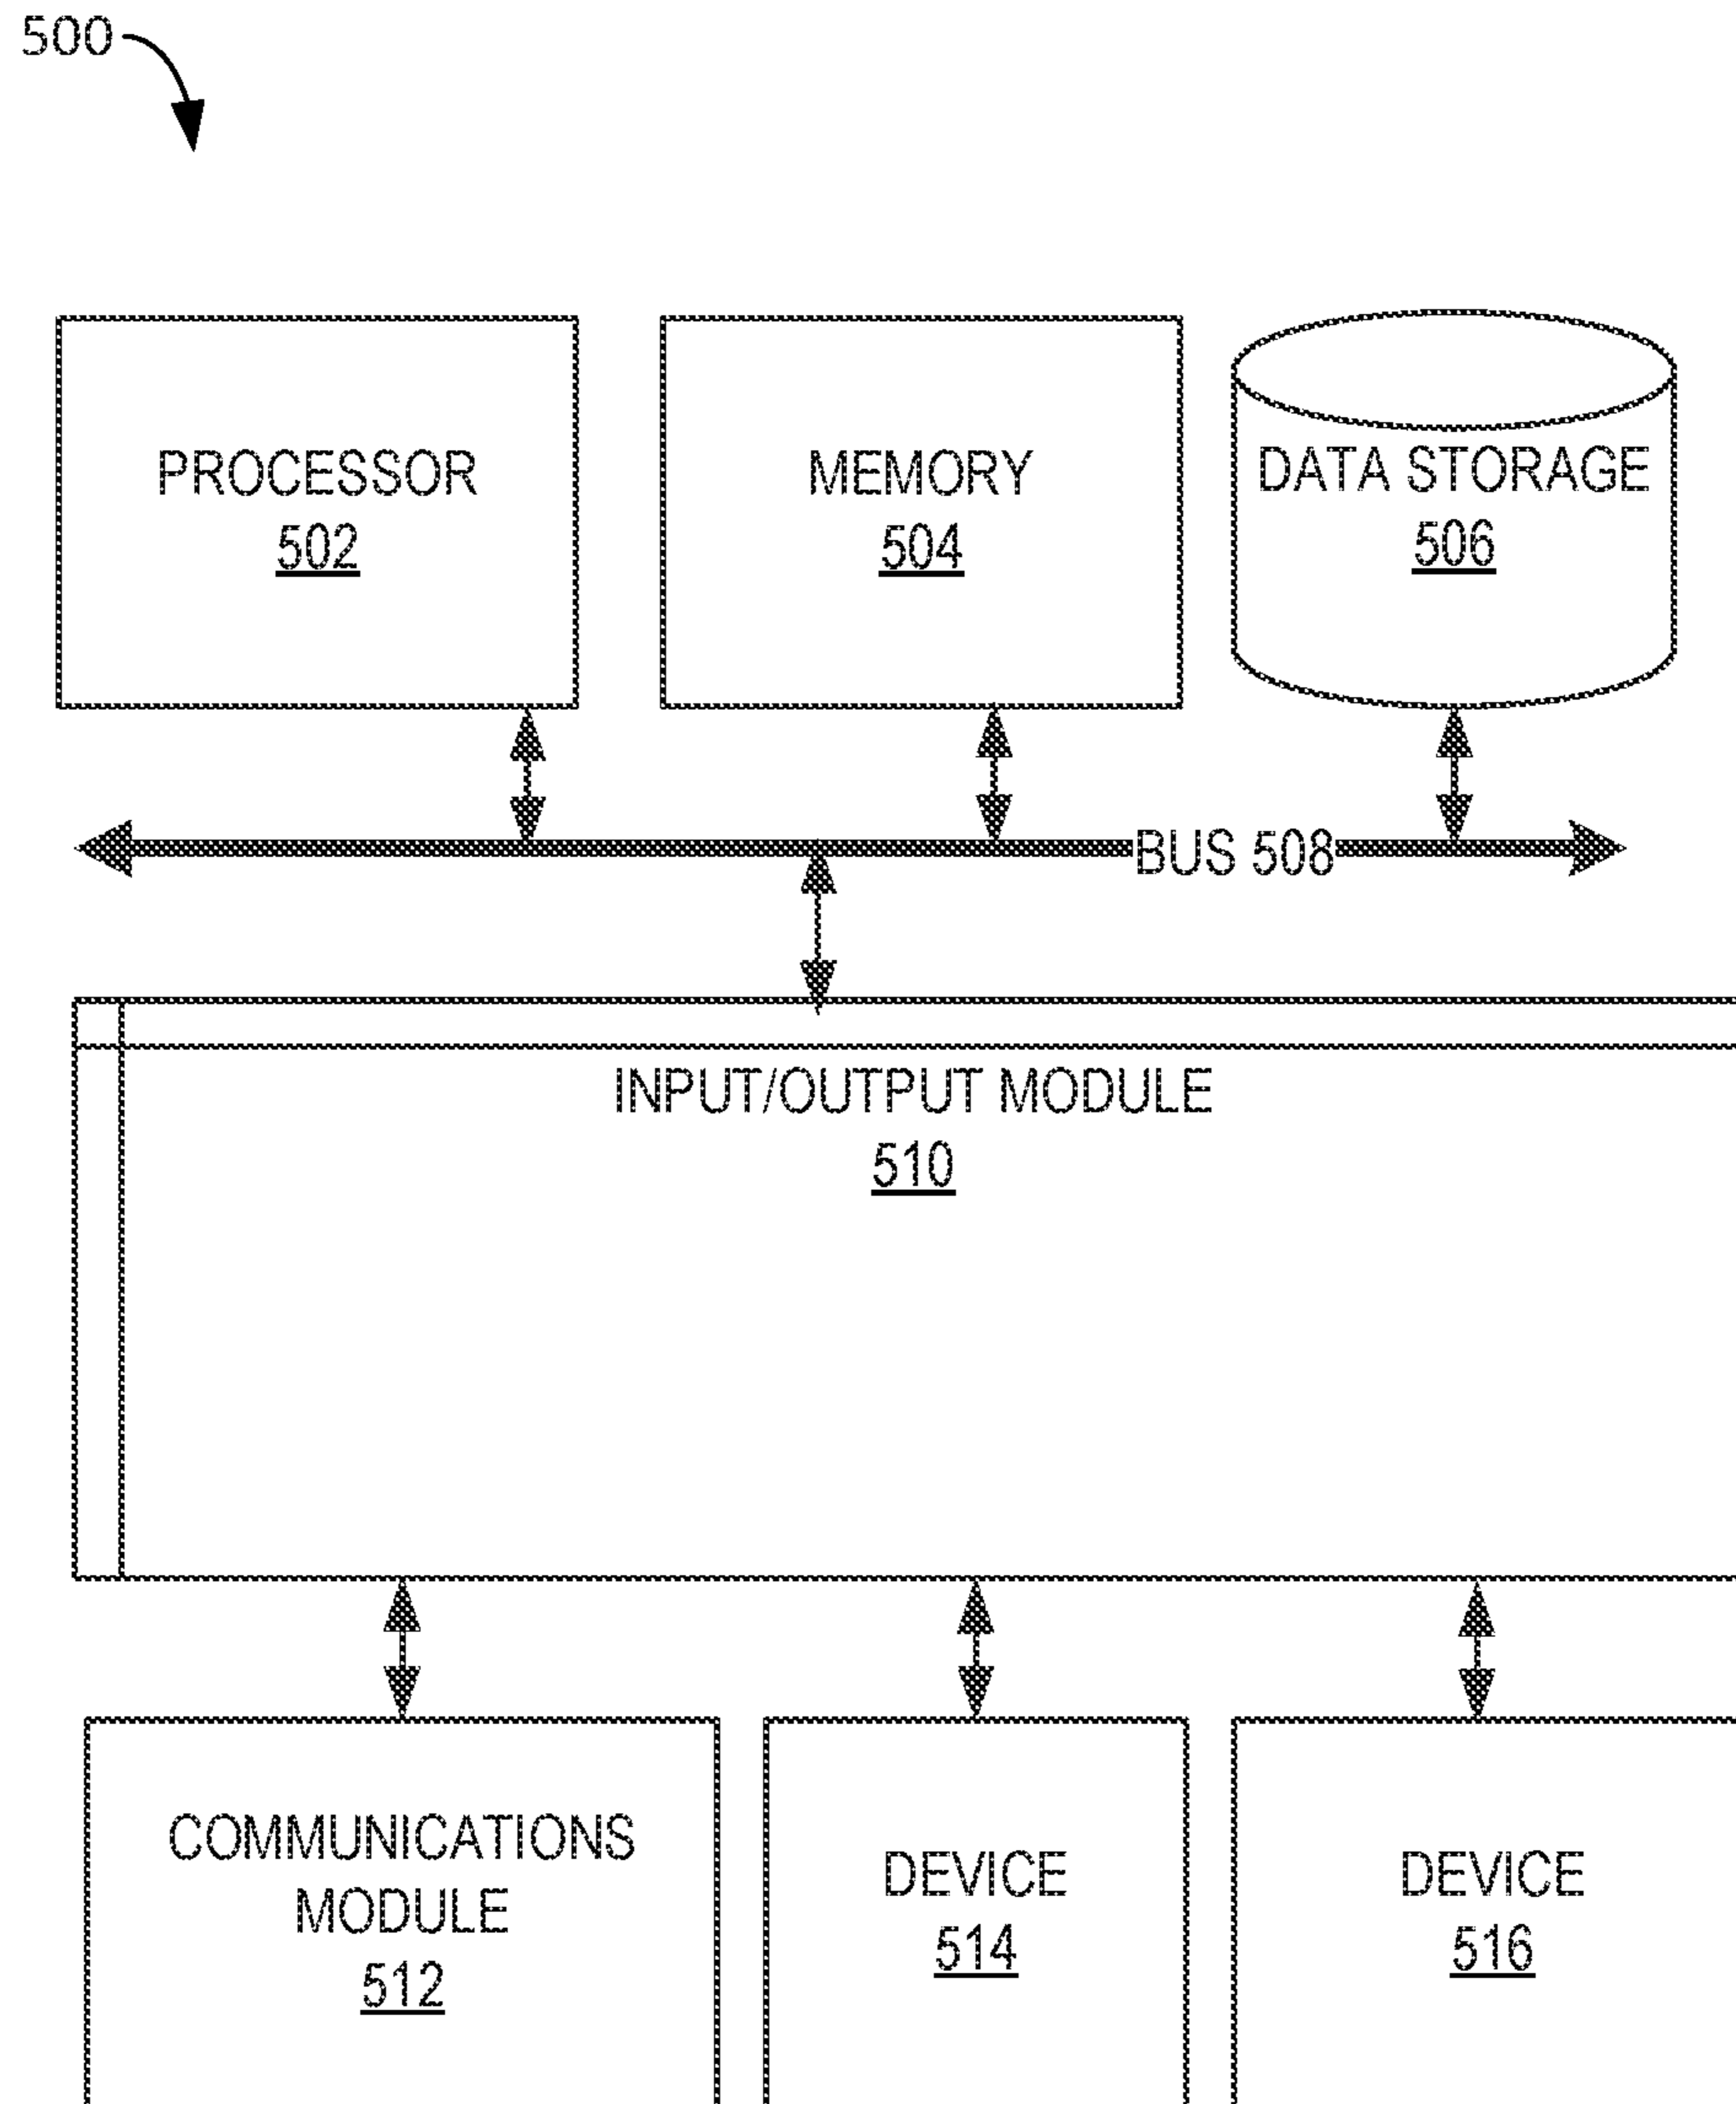 500
PROCESSOR
502
MEMORY
504
DATA STORAGE
506
BUS 508
INPUT/OUTPUT MODULE
510
COMMUNICATIONS
MODULE
512
DEVICE
514
DEVICE
516